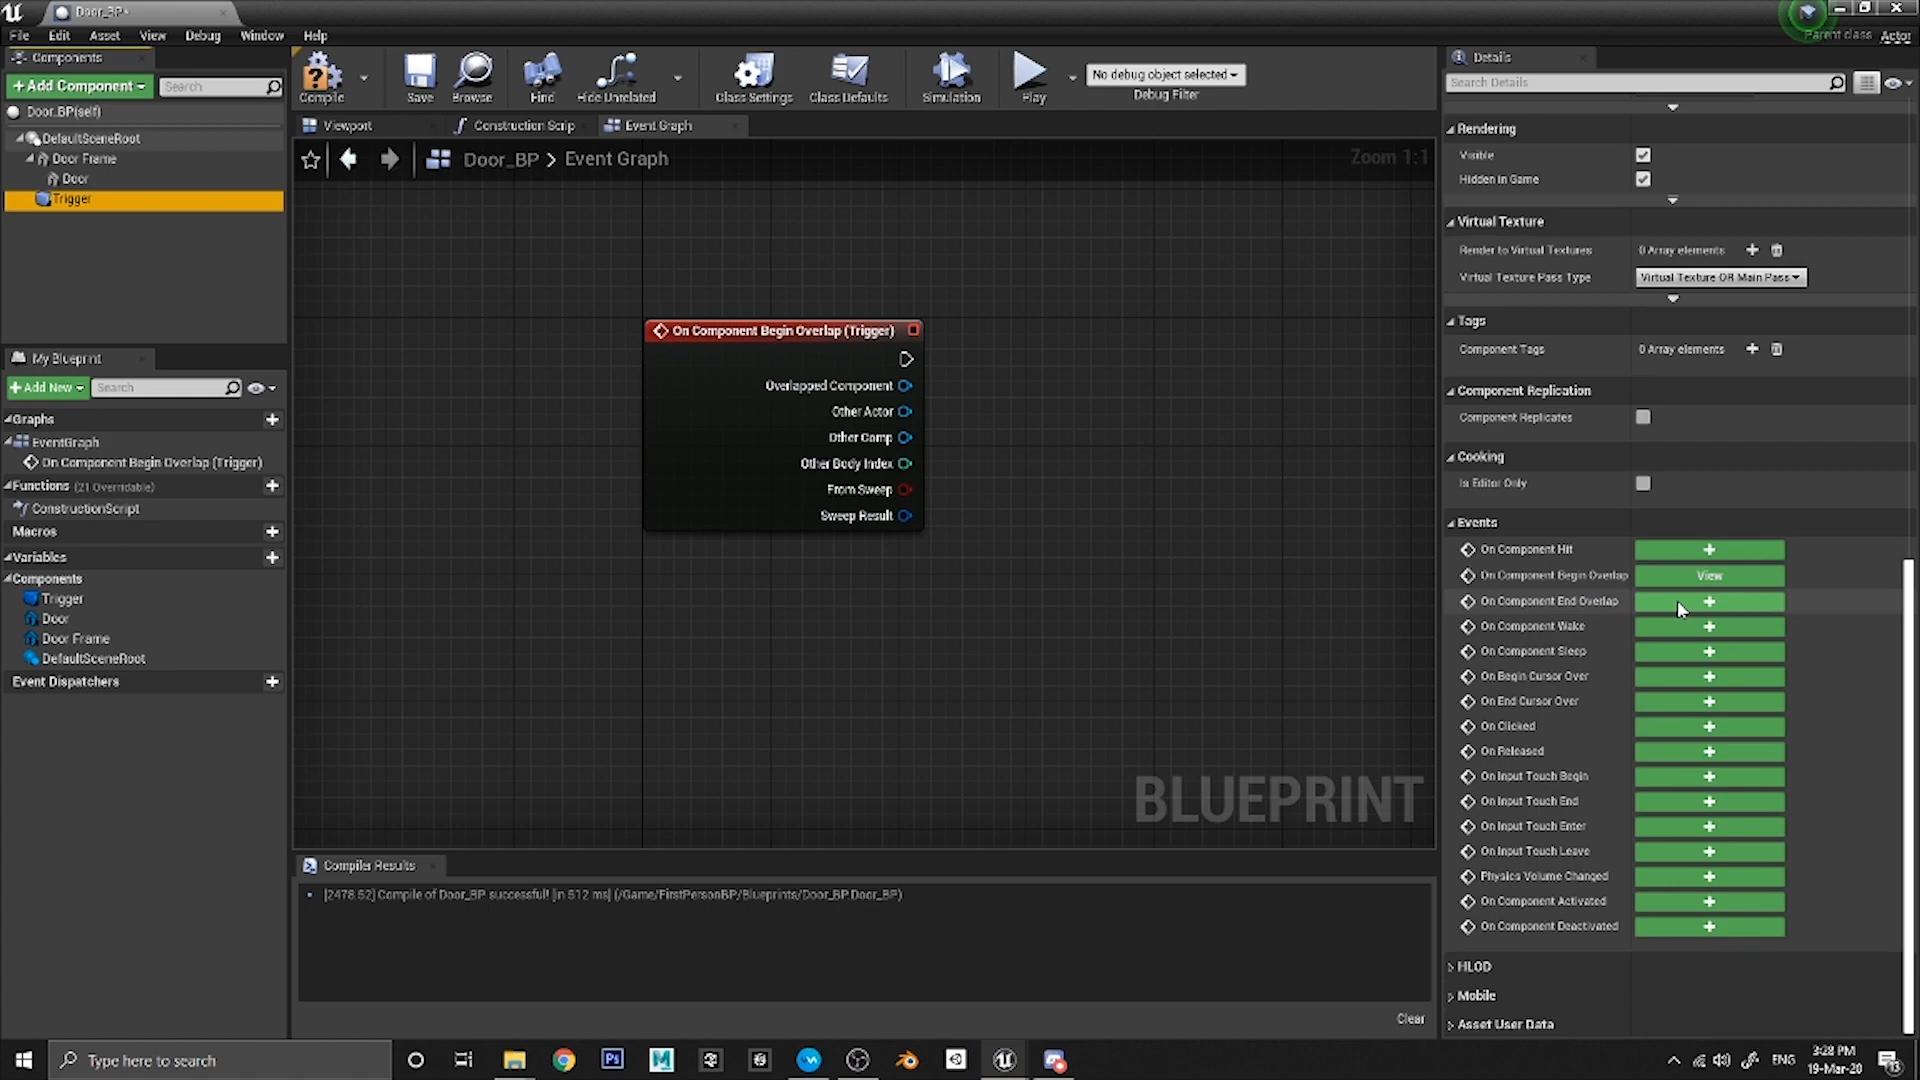 Door_BP*
File Edit Asset View Debug Window Help
Parent class Actor
Components
+Add Component
Search
Door_BP(self)
DefaultSceneRoot
Door Frame
Door
Trigger
Compile
Save
Browse
Find
Hide Unrelated
Class Settings
Class Defaults
Simulation
Play
No debug object selected
Debug Filter
Viewport
Construction Scrip
Event Graph
Door_BP > Event Graph
Zoom 1:1
On Component Begin Overlap (Trigger)
Overlapped Component
Other Actor
Other Comp
Other Body Index
From Sweep
Sweep Result
BLUEPRINT
My Blueprint
+Add New
Search
Graphs
EventGraph
On Component Begin Overlap (Trigger)
Functions (21 Overridable)
ConstructionScript
Macros
Variables
Components
Trigger
Door
Door Frame
DefaultSceneRoot
Event Dispatchers
Compiler Results
[2478.52] Compile of Door_BP successful! [in 512 ms] (/Game/FirstPersonBP/Blueprints/Door_BP.Door_BP)
Clear
Details
Search Details
Rendering
Visible
Hidden in Game
Virtual Texture
Render to Virtual Textures 0 Array elements
Virtual Texture Pass Type Virtual Texture OR Main Pass
Tags
Component Tags 0 Array elements
Component Replication
Component Replicates
Cooking
Is Editor Only
Events
On Component Hit
On Component Begin Overlap View
On Component End Overlap
On Component Wake
On Component Sleep
On Begin Cursor Over
On End Cursor Over
On Clicked
On Released
On Input Touch Begin
On Input Touch End
On Input Touch Enter
On Input Touch Leave
Physics Volume Changed
On Component Activated
On Component Deactivated
HLOD
Mobile
Asset User Data
Type here to search
Ps
ENG
3:28 PM
19-Mar-20
13